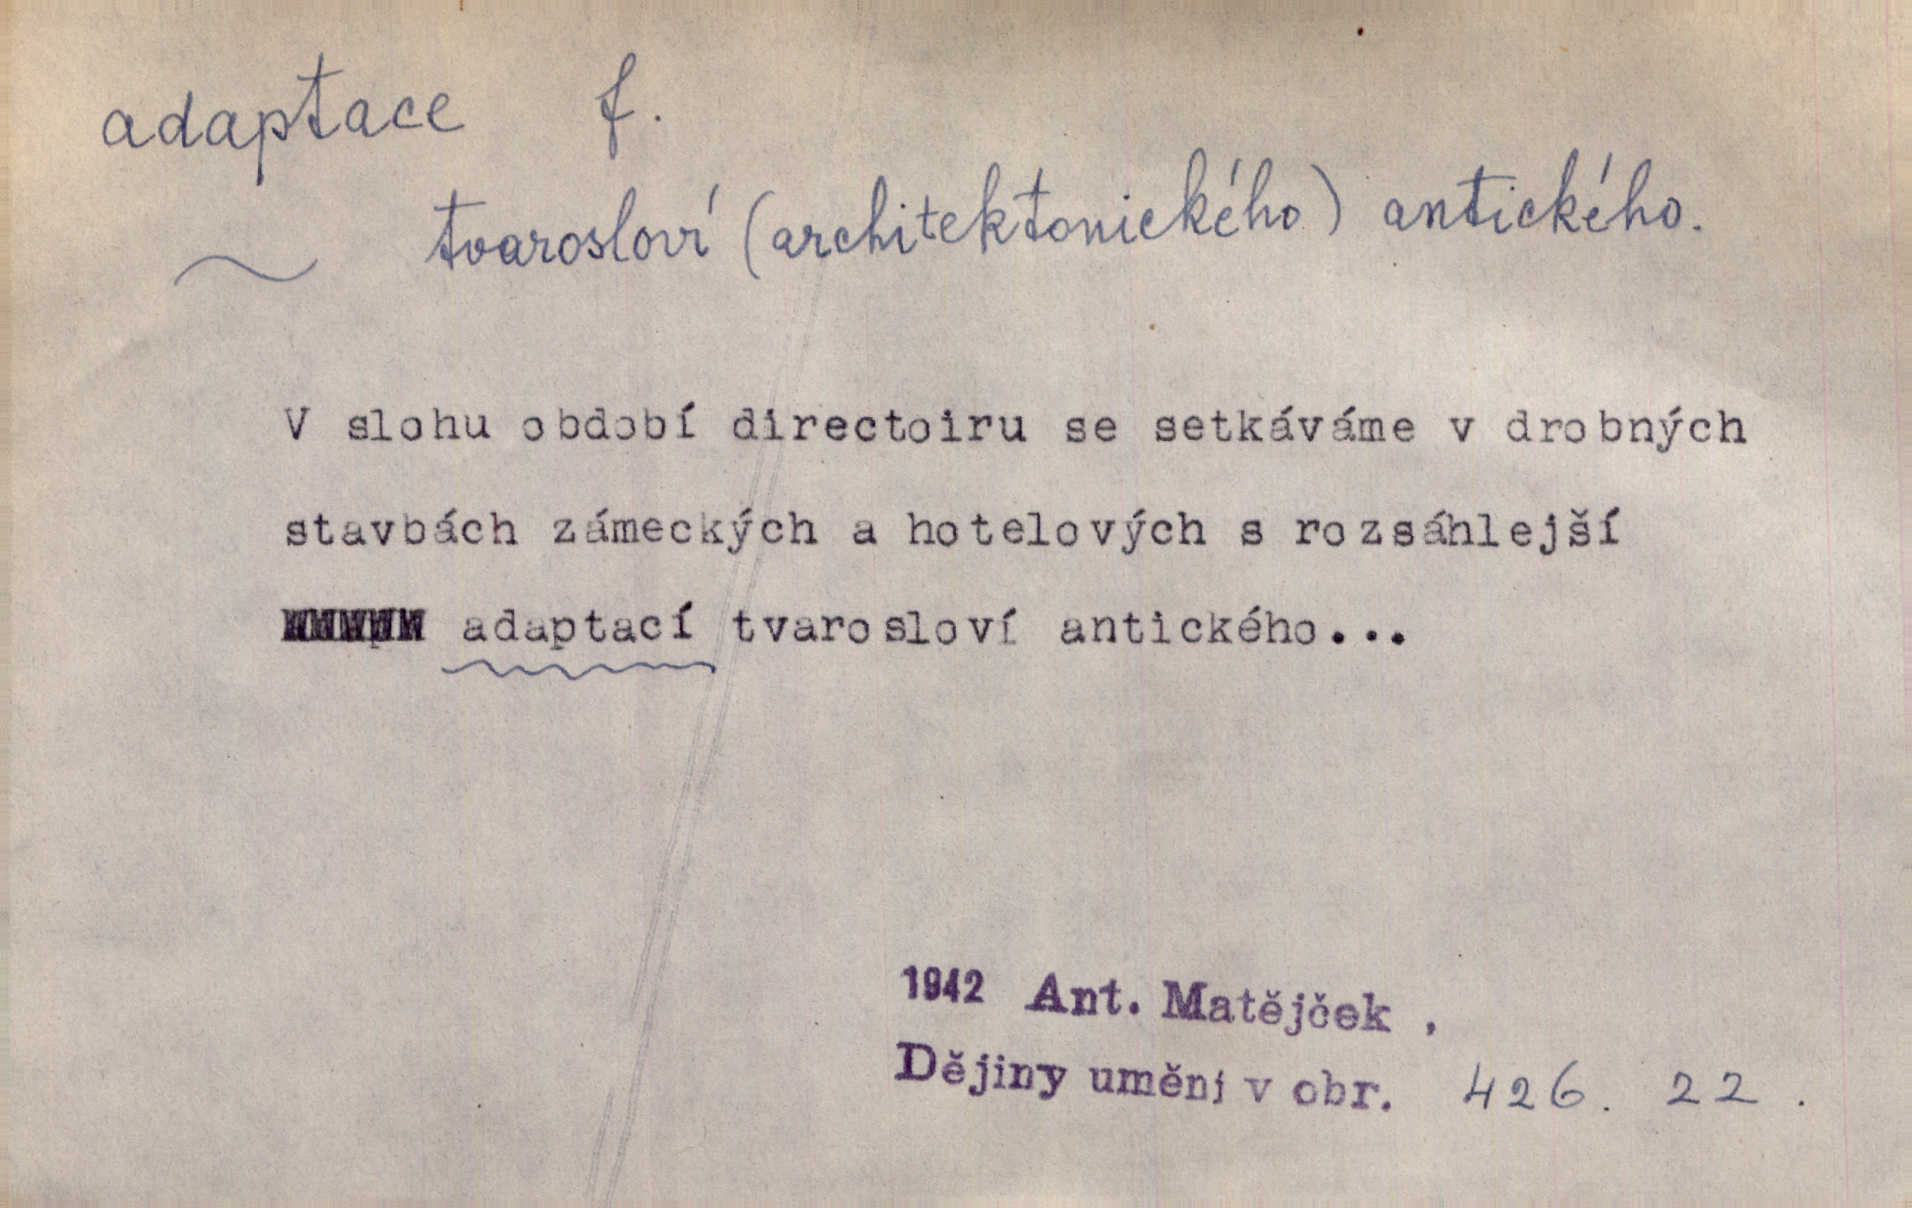 adaptace f.
~ tvarosloví (architektonického) antického.
V slohu období directoiru se setkáváme v drobných
stavbách zámeckých a hotelových s rozsáhlejší
adaptací tvarosloví antického...
1942 Ant. Matějček,
Dějiny umění v obr. 426. 22.